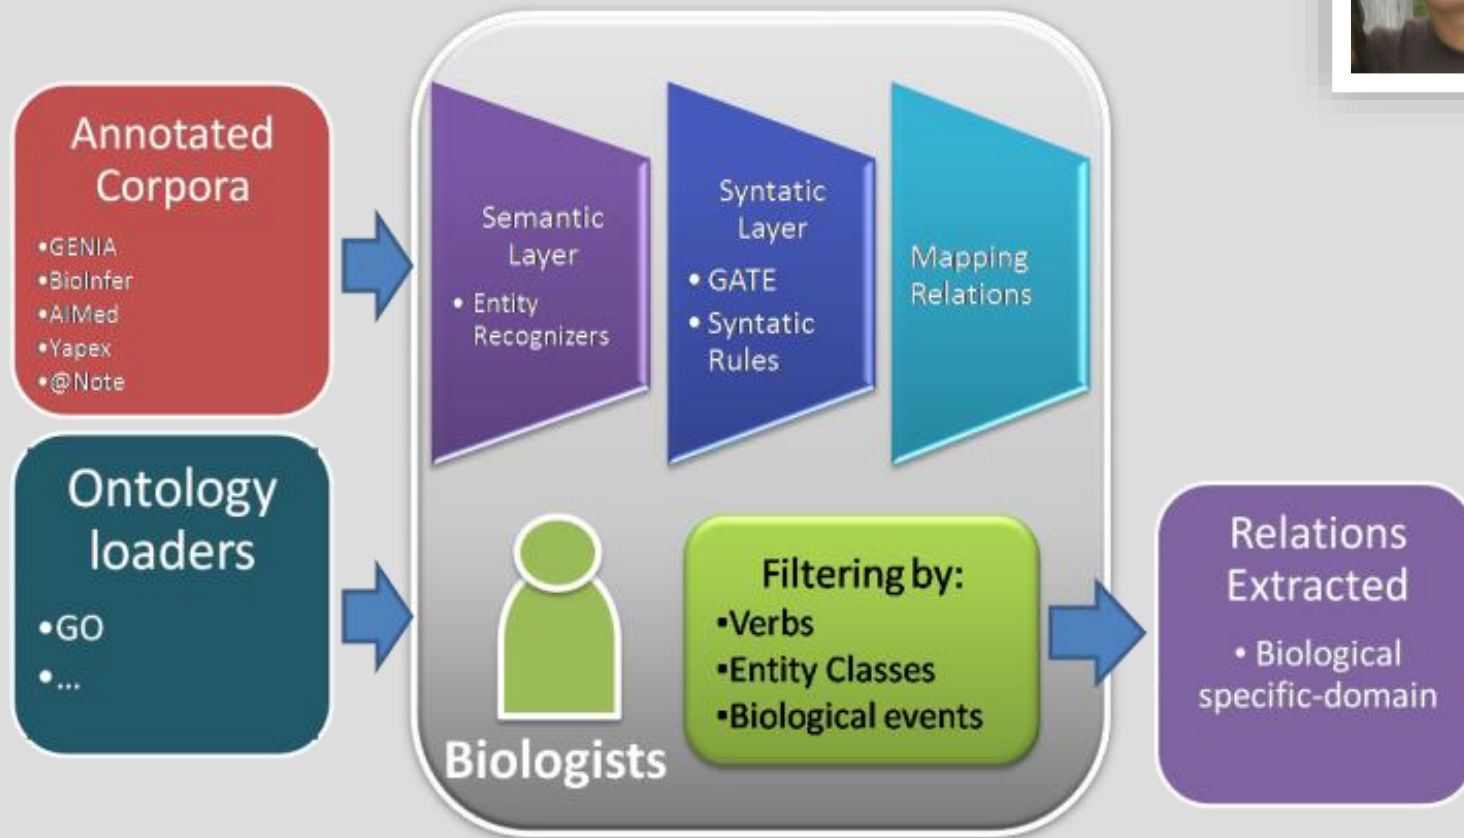 Annotated
Corpora
•GENIA
•BioInfer
•AIMed
•Yapex
•@Note
Ontology
loaders
•GO
•...
Semantic
Layer
• Entity
Recognizers
Syntatic
Layer
• GATE
• Syntatic
Rules
Mapping
Relations
Biologists
Filtering by:
▪Verbs
▪Entity Classes
▪Biological events
Relations
Extracted
• Biological
specific-domain